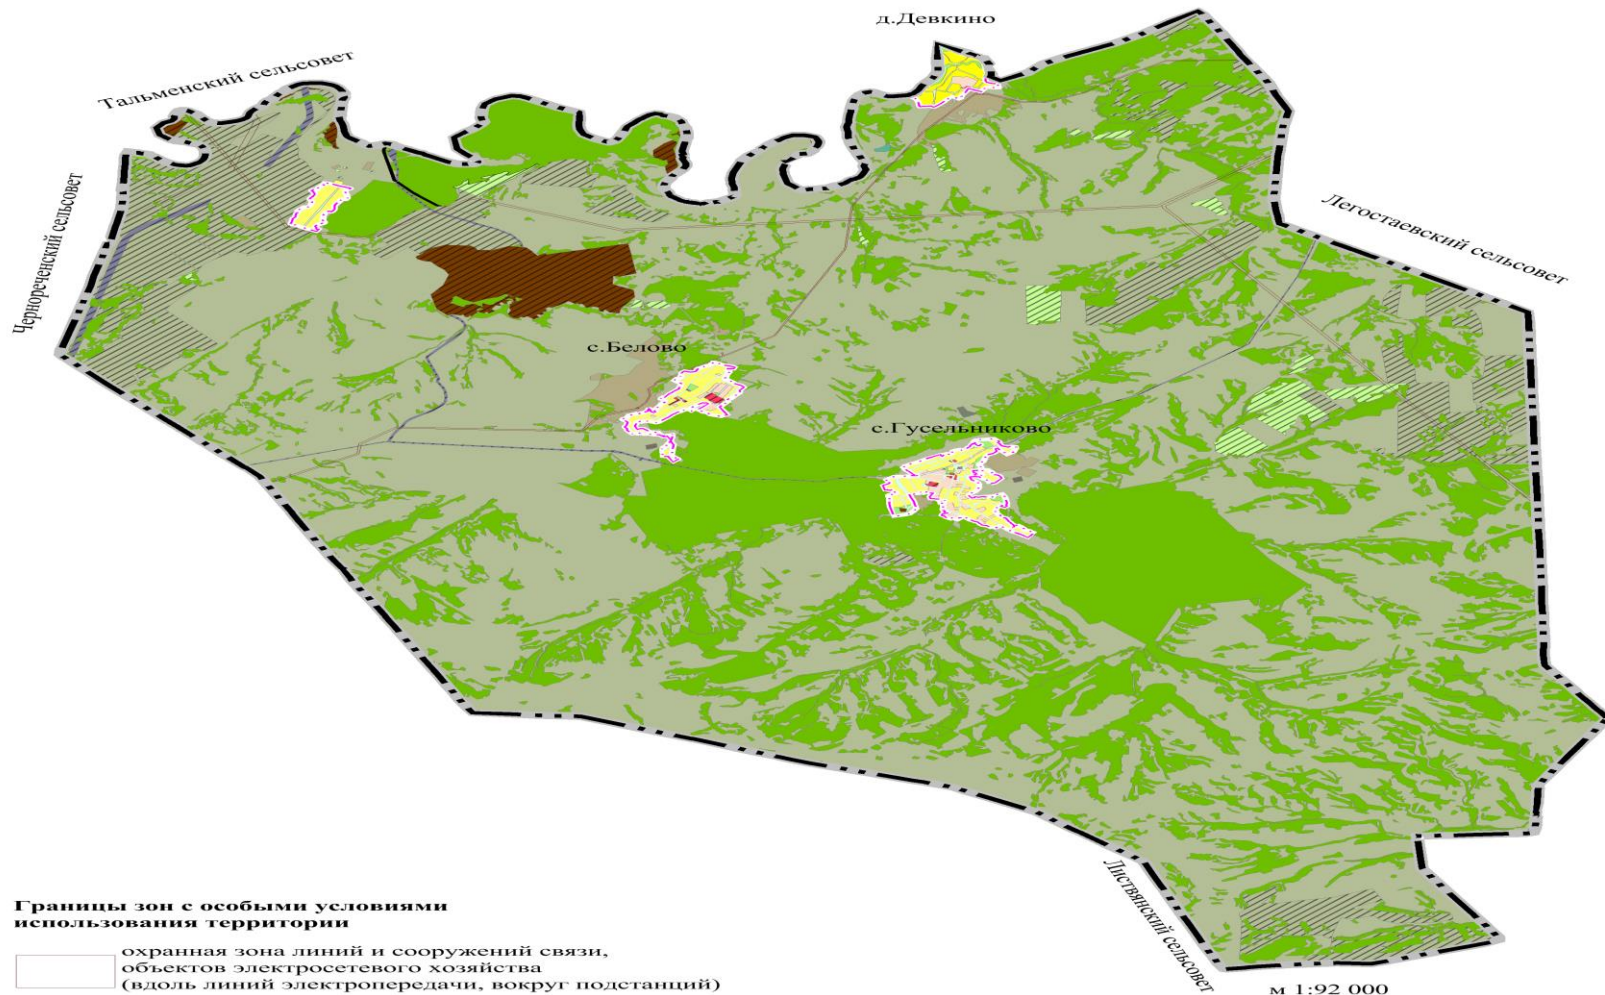 д.Девкино
Тальменский сельсовет
Чернореченский сельсовет
Легостаевский сельсовет
с.Белово
с.Гусельниково
Листвянский сельсовет
Границы зон с особыми условиями
использования территории
охранная зона линий и сооружений связи,
объектов электросетевого хозяйства
(вдоль линий электропередачи, вокруг подстанций)
м 1:92 000